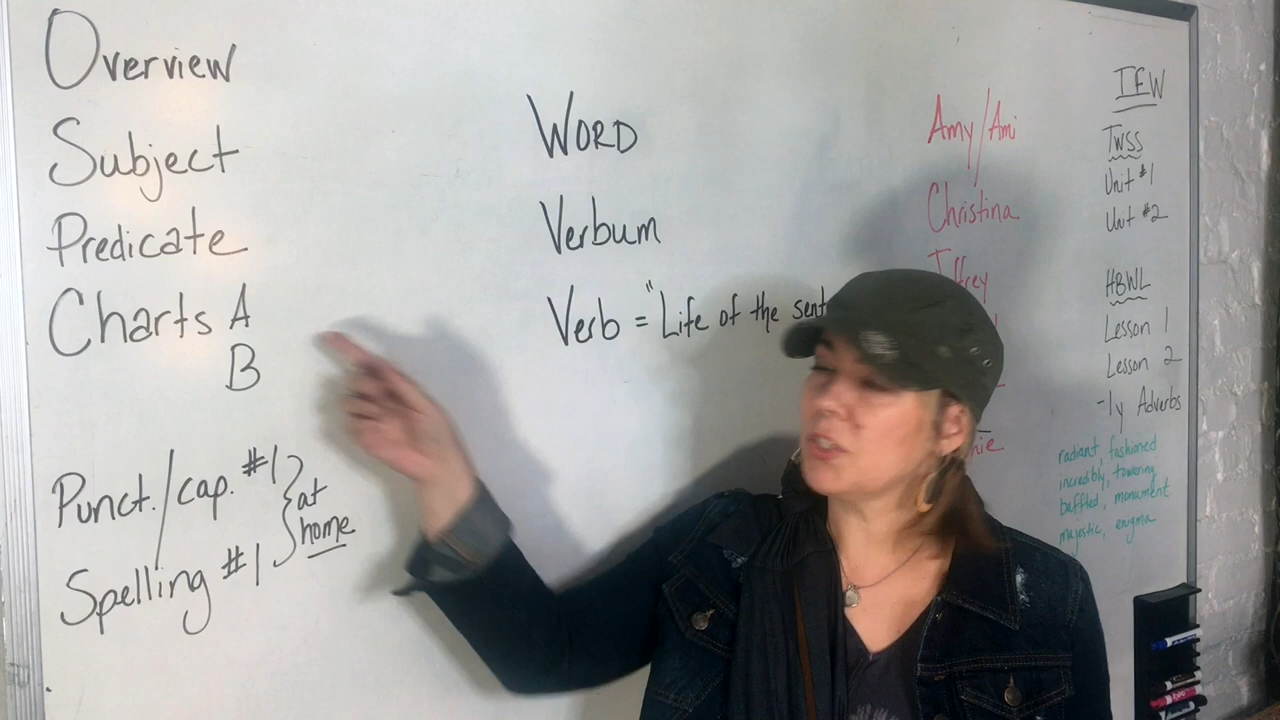 Overview
Subject
Predicate
Charts A
B
Punct./cap. #1
Spelling #1
at
home
WORD
Verbum
Verb = "Life of the sent
Amy/Ami
Christina
IEW
TWSS
Unit #1
Unit #2
HBWL
Lesson 1
Lesson 2
-ly Adverbs
radiant, fashioned
incredibly, towering
baffled, monument
majestic, enigma